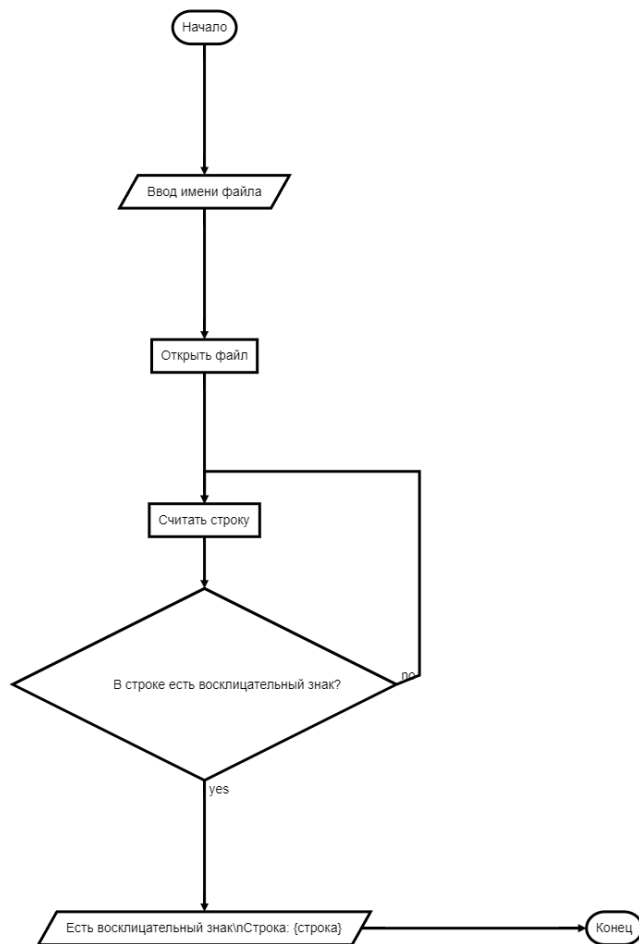 Начало
Ввод имени файла
Открыть файл
Считать строку
В строке есть восклицательный знак?
no
yes
Есть восклицательный знак\nСтрока: {строка}
Конец